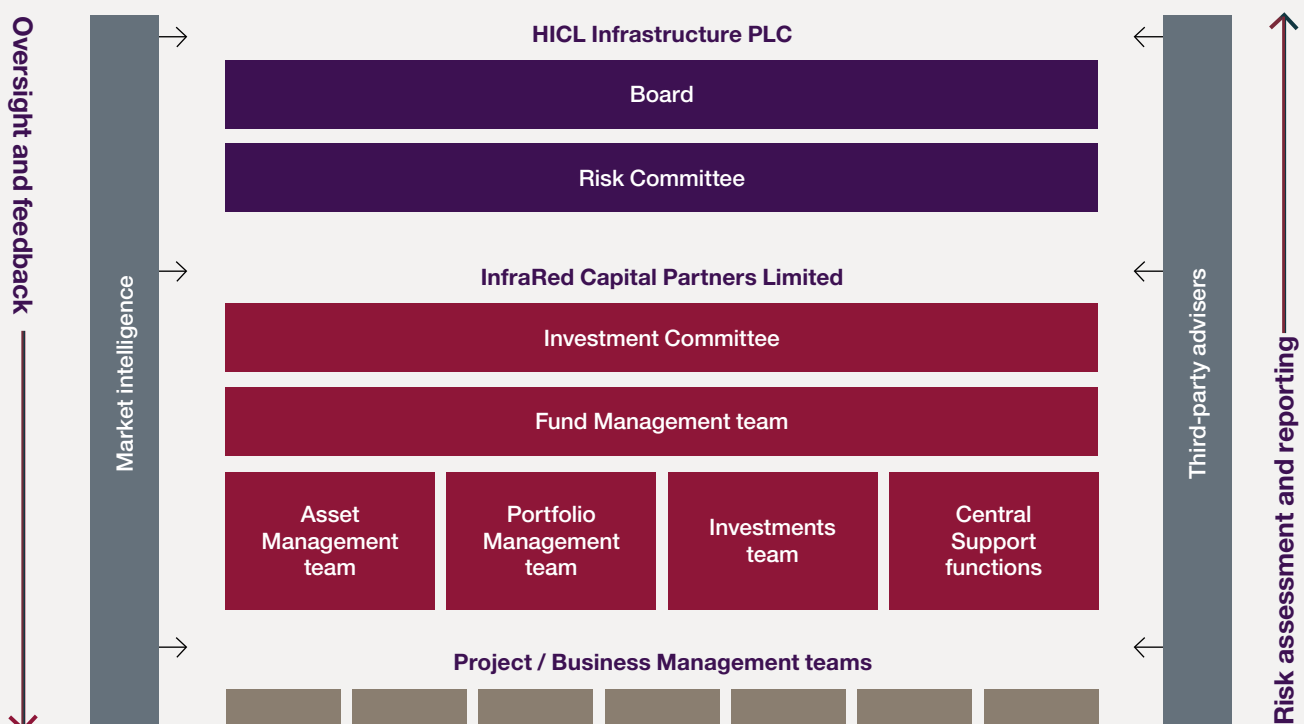 Oversight and feedback
Market intelligence
HICL Infrastructure PLC
Board
Risk Committee
InfraRed Capital Partners Limited
Investment Committee
Fund Management team
Asset
Management
team
Portfolio
Management
team
Investments
team
Central
Support
functions
Project / Business Management teams
Third-party advisers
Risk assessment and reporting